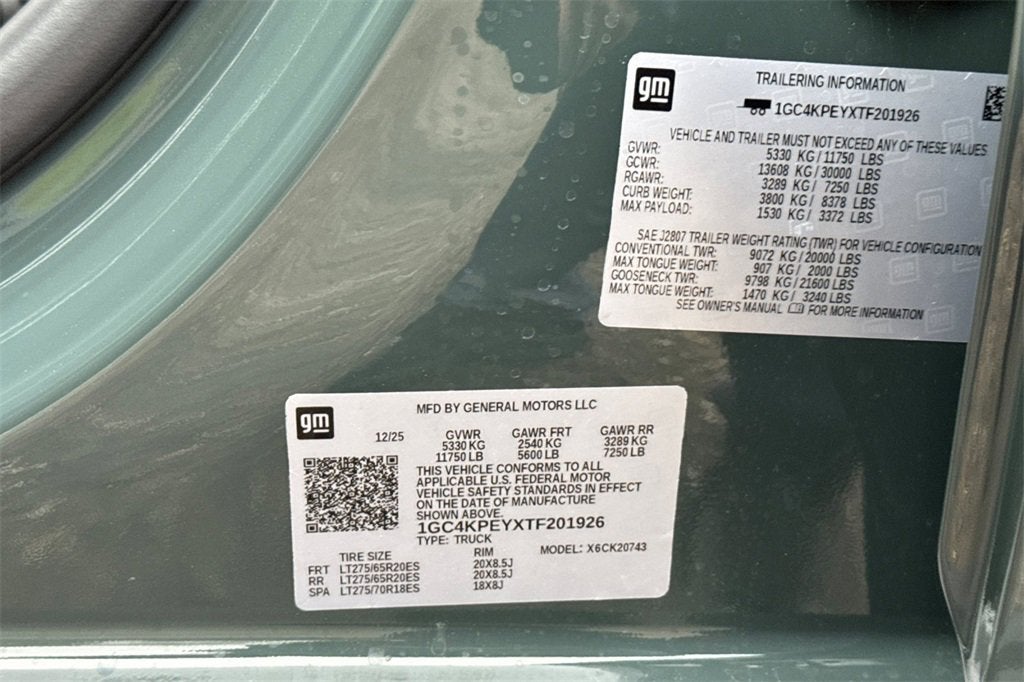 gm
TRAILERING INFORMATION
1GC4KPEYXTF201926
VEHICLE AND TRAILER MUST NOT EXCEED ANY OF THESE VALUES
GVWR: 5330 KG / 11750 LBS
GCWR: 13608 KG / 30000 LBS
RGAWR: 3289 KG / 7250 LBS
CURB WEIGHT: 3800 KG / 8378 LBS
MAX PAYLOAD: 1530 KG / 3372 LBS
SAE J2807 TRAILER WEIGHT RATING (TWR) FOR VEHICLE CONFIGURATION
CONVENTIONAL TWR: 9072 KG / 20000 LBS
MAX TONGUE WEIGHT: 907 KG / 2000 LBS
GOOSENECK TWR: 9798 KG / 21600 LBS
MAX TONGUE WEIGHT: 1470 KG / 3240 LBS
SEE OWNER'S MANUAL FOR MORE INFORMATION
gm
MFD BY GENERAL MOTORS LLC
12/25 GVWR GAWR FRT GAWR RR
5330 KG 2540 KG 3289 KG
11750 LB 5600 LB 7250 LB
THIS VEHICLE CONFORMS TO ALL
APPLICABLE U.S. FEDERAL MOTOR
VEHICLE SAFETY STANDARDS IN EFFECT
ON THE DATE OF MANUFACTURE
SHOWN ABOVE.
1GC4KPEYXTF201926
TYPE: TRUCK MODEL: X6CK20743
TIRE SIZE RIM
FRT LT275/65R20ES 20X8.5J
RR LT275/65R20ES 20X8.5J
SPA LT275/70R18ES 18X8J